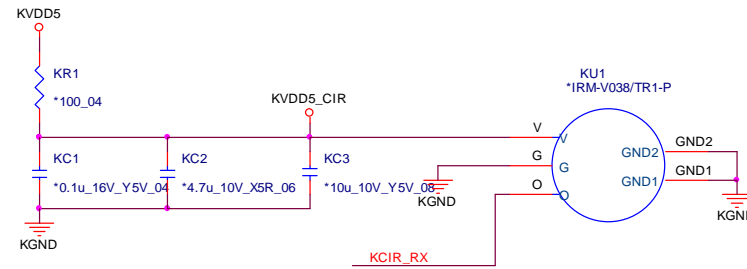 KVDD5
KR1
*100_04
KVDD5_CIR
KU1
*IRM-V038/TR1-P
V
V
G
G
O
O
GND2
GND2
GND1
GND1
KC1
*0.1u_16V_Y5V_04
KC2
*4.7u_10V_X5R_06
KC3
*10u_10V_Y5V_08
KGND
KGND
KGND
KCIR_RX